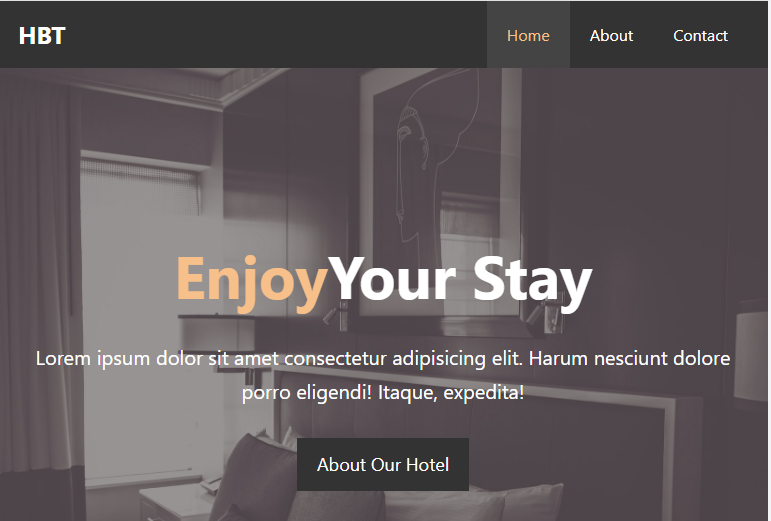 HBT
Home About Contact
EnjoyYour Stay
Lorem ipsum dolor sit amet consectetur adipisicing elit. Harum nesciunt dolore
porro eligendi! Itaque, expedita!
About Our Hotel